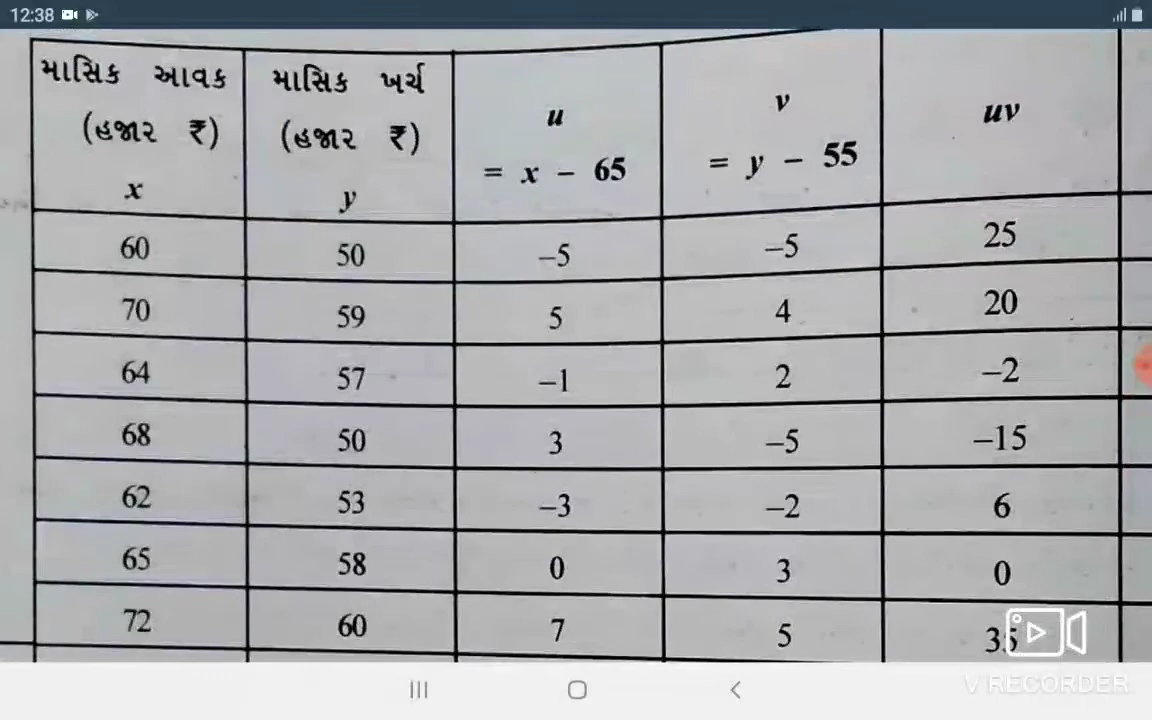 12:38
માસિક આવક માસિક ખર્ચ u v uv
(હજાર ₹) (હજાર ₹) = x – 65 = y – 55
x y
60 50 –5 –5 25
70 59 5 4 20
64 57 –1 2 –2
68 50 3 –5 –15
62 53 –3 –2 6
65 58 0 3 0
72 60 7 5 35
V RECORDER